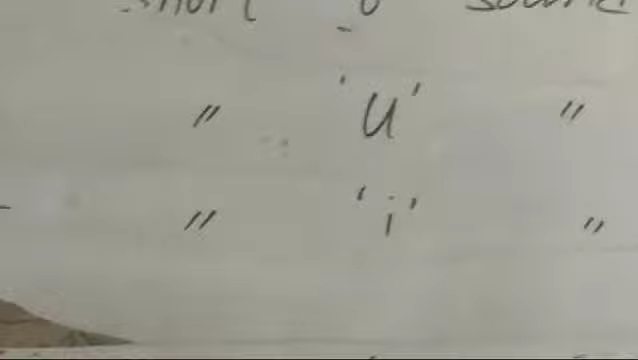 short 'o' sound
" 'u' "
" 'i' "